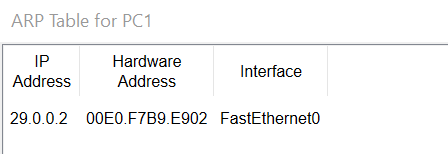 ARP Table for PC1
IP Address Hardware Address Interface
29.0.0.2 00E0.F7B9.E902 FastEthernet0